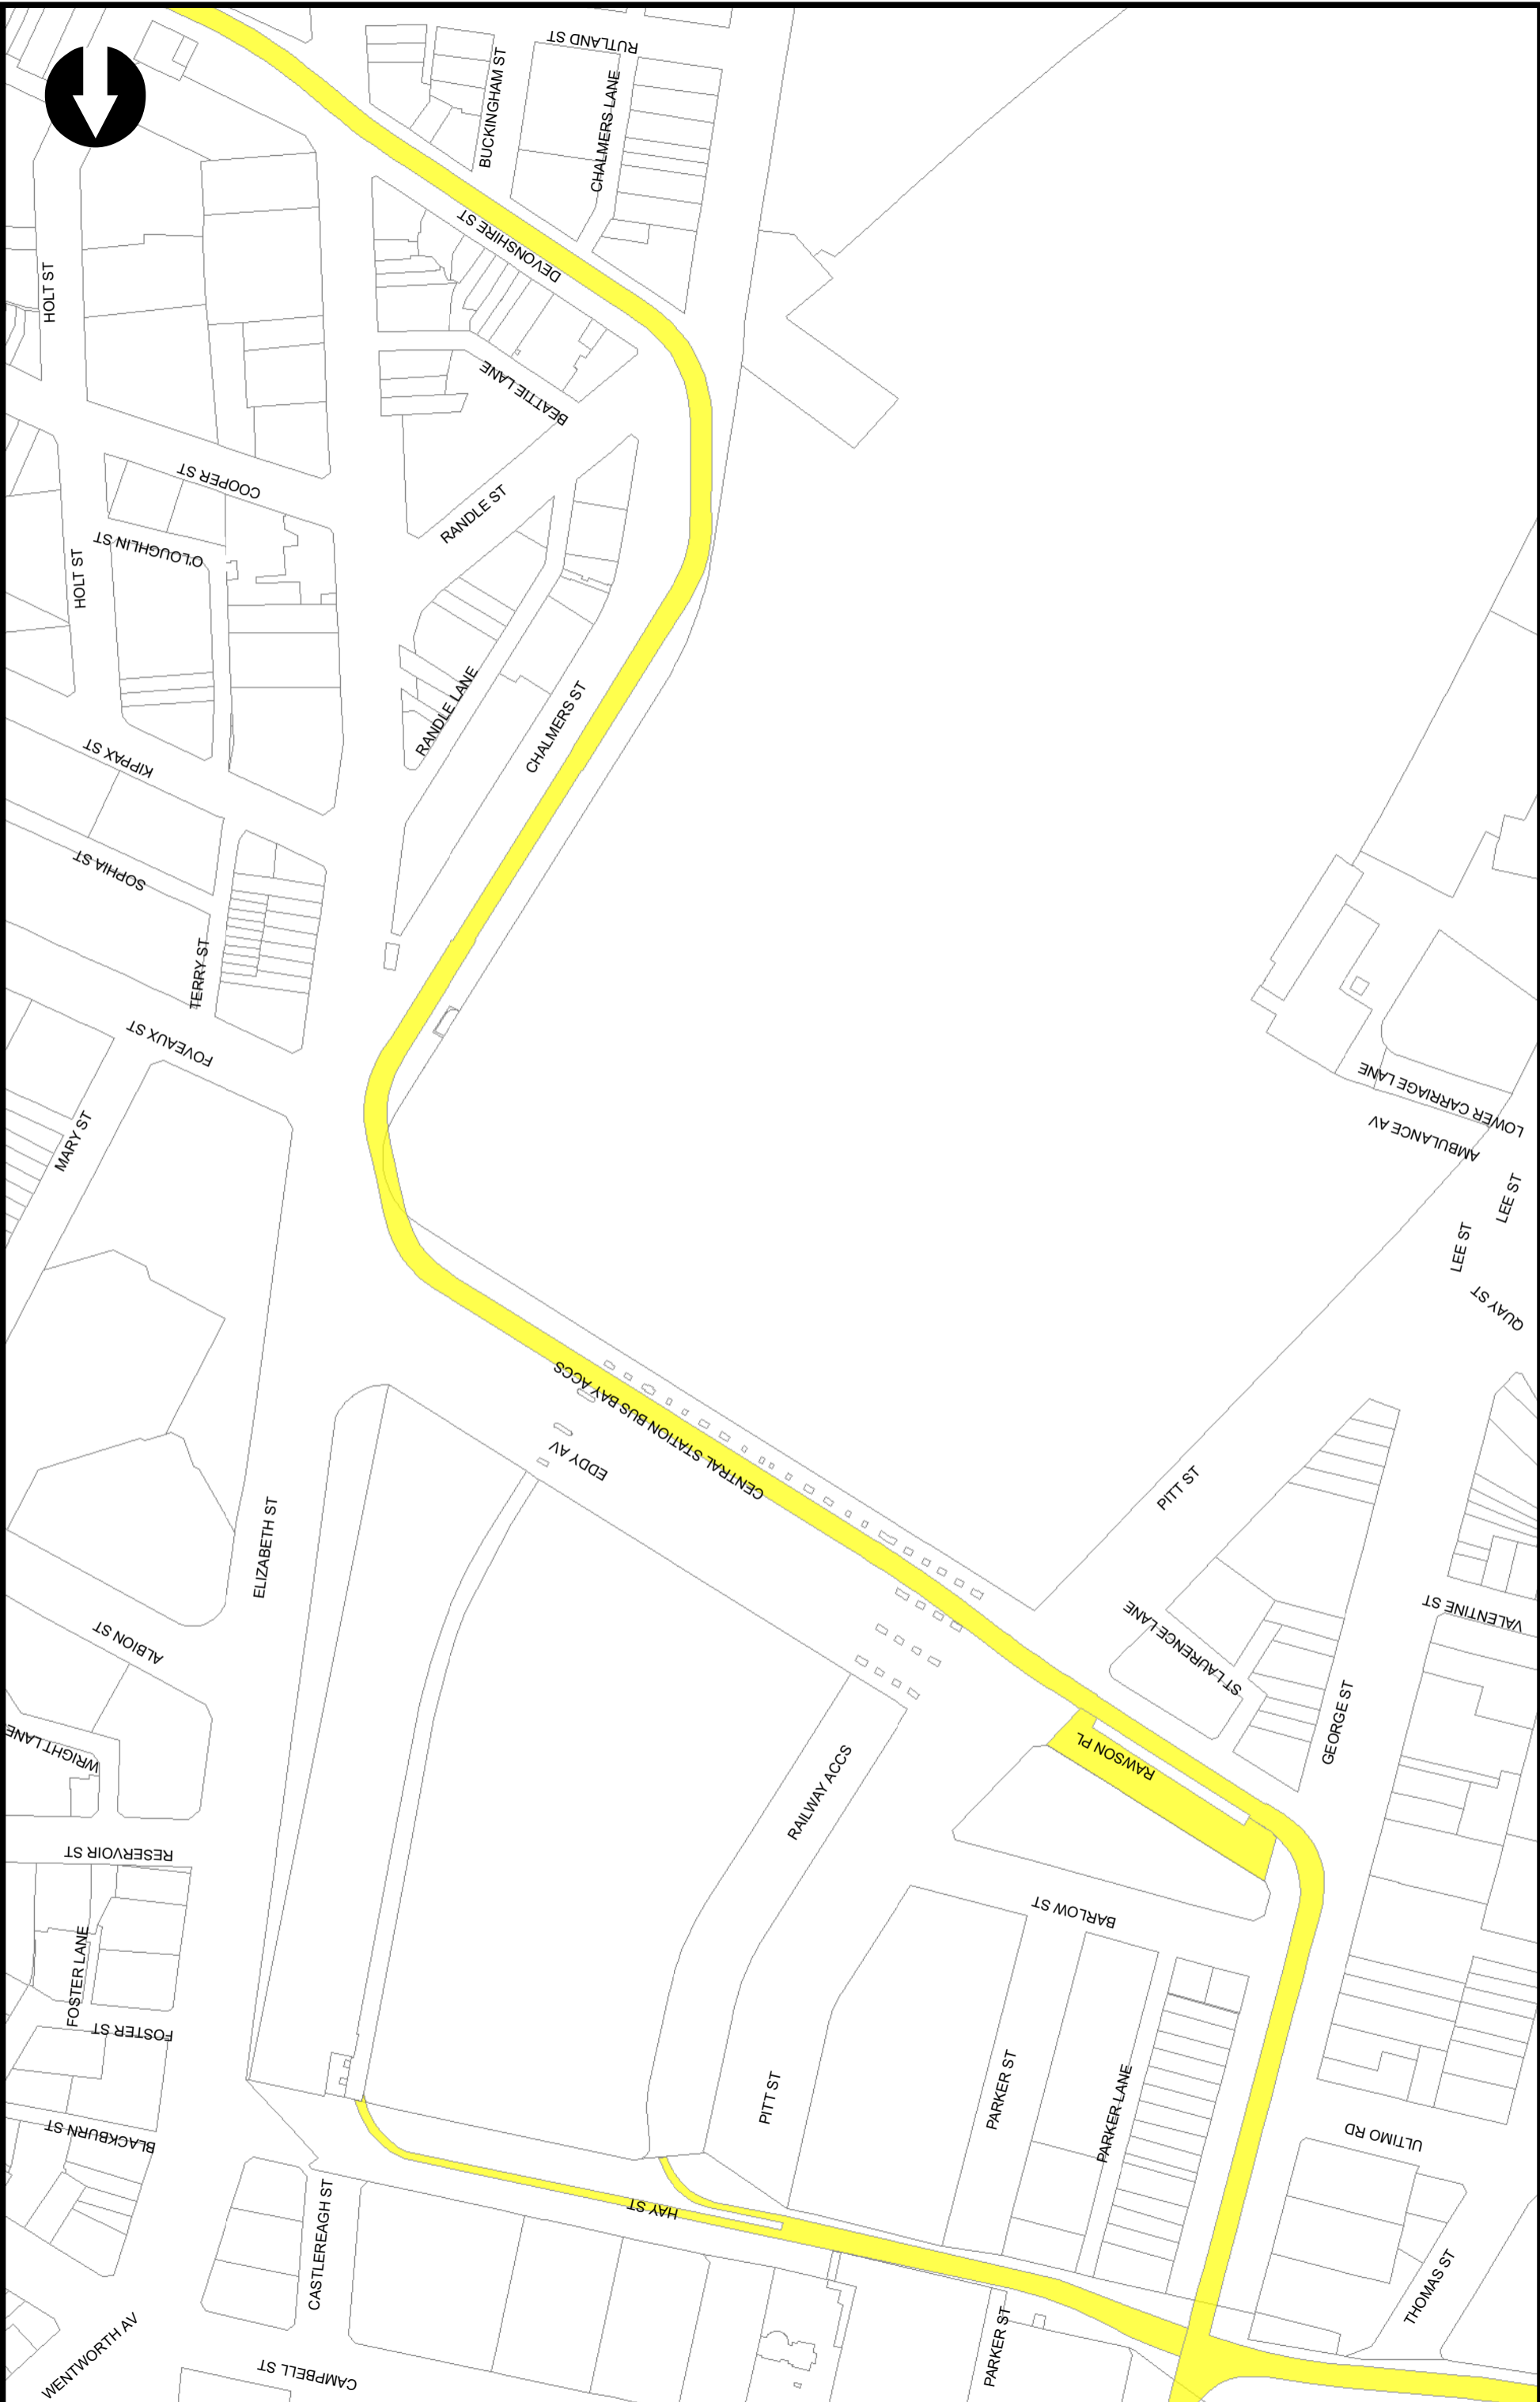 RUTLAND ST
BUCKINGHAM ST
CHALMERS LANE
DEVONSHIRE ST
HOLT ST
BEATTIE LANE
COOPER ST
RANDLE ST
O'LOUGHLIN ST
HOLT ST
RANDLE LANE
CHALMERS ST
KIPPAX ST
SOPHIA ST
TERRY ST
FOVEAUX ST
MARY ST
LOWER CARRIAGE LANE
AMBULANCE AV
LEE ST
LEE ST
QUAY ST
CENTRAL STATION BUS BAY ACCS
EDDY AV
PITT ST
ELIZABETH ST
VALENTINE ST
ST LAURENCE LANE
ALBION ST
GEORGE ST
WRIGHT LANE
RAWSON PL
RAILWAY ACCS
RESERVOIR ST
BARLOW ST
FOSTER LANE
FOSTER ST
PARKER ST
PITT ST
PARKER LANE
BLACKBURN ST
ULTIMO RD
HAY ST
CASTLEREAGH ST
THOMAS ST
PARKER ST
WENTWORTH AV
CAMPBELL ST